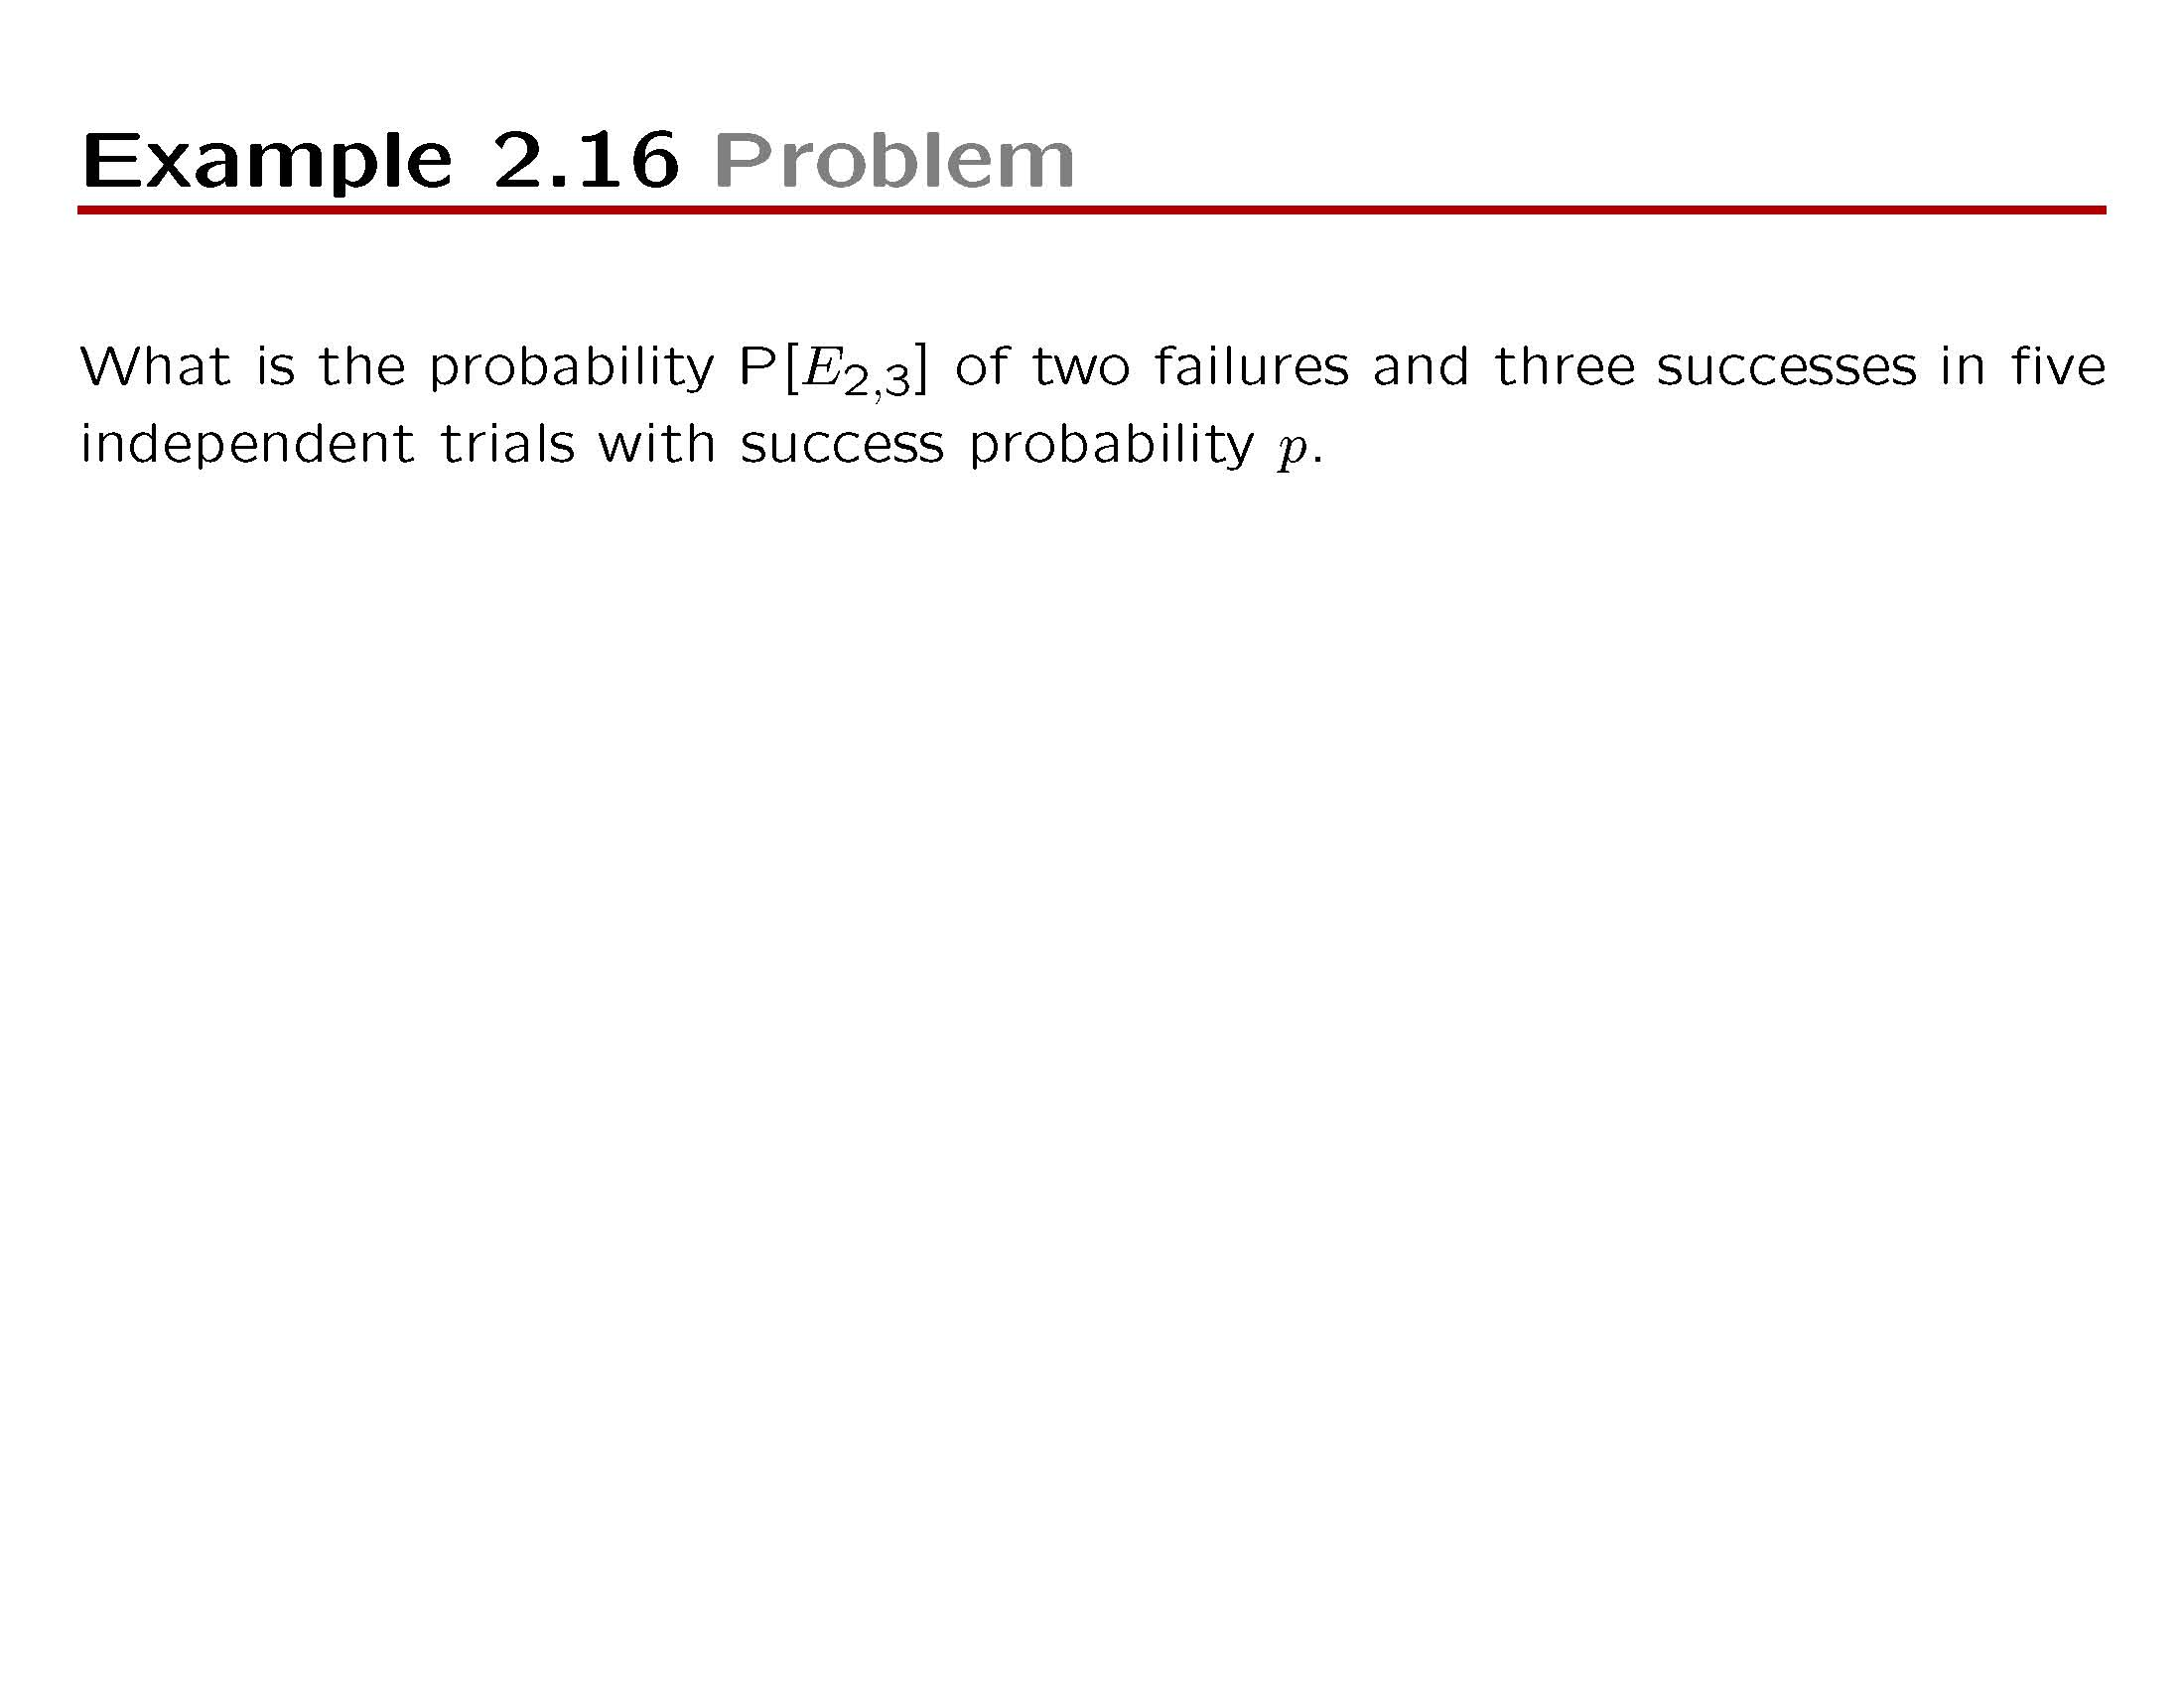 Example 2.16 Problem
What is the probability P[E₂,₃] of two failures and three successes in five
independent trials with success probability p.